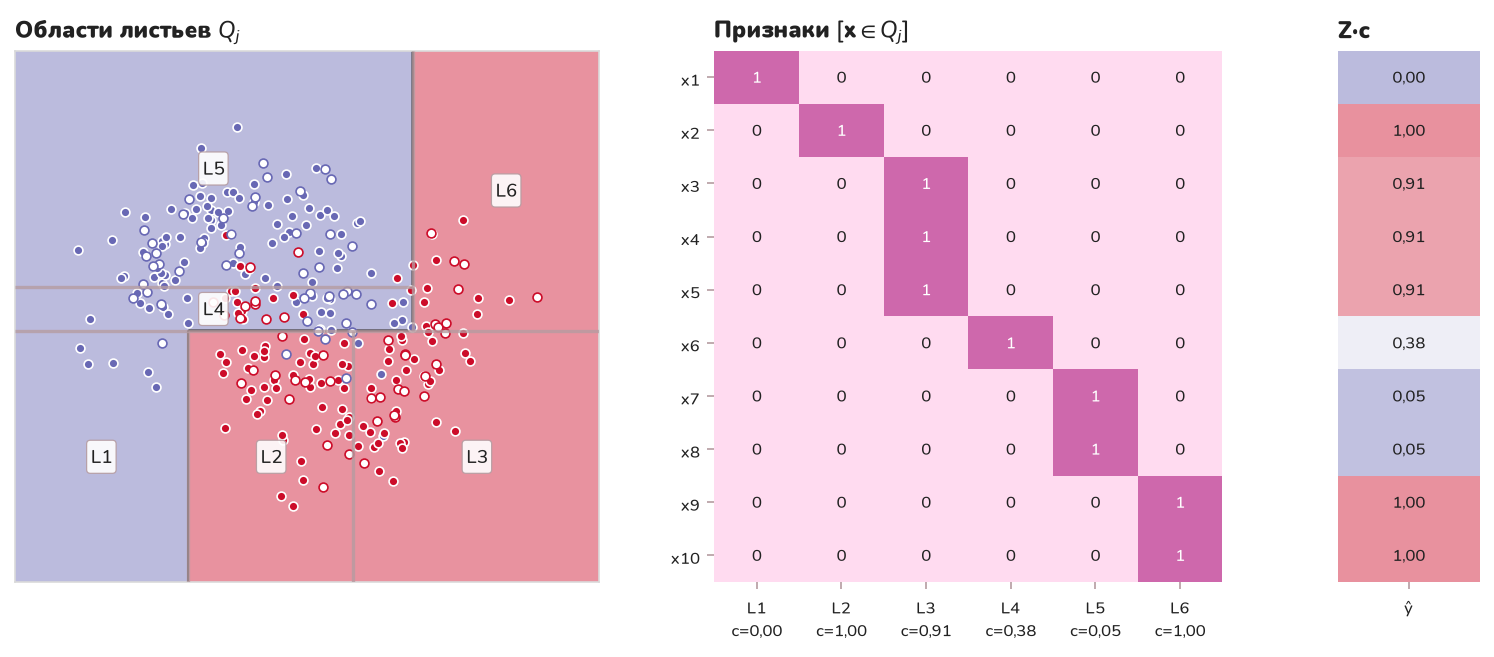 Области листьев Qj
L5
L6
L4
L1
L2
L3
Признаки [x ∈ Qj]
x1 1 0 0 0 0 0
x2 0 1 0 0 0 0
x3 0 0 1 0 0 0
x4 0 0 1 0 0 0
x5 0 0 1 0 0 0
x6 0 0 0 1 0 0
x7 0 0 0 0 1 0
x8 0 0 0 0 1 0
x9 0 0 0 0 0 1
x10 0 0 0 0 0 1
L1 L2 L3 L4 L5 L6
c=0,00 c=1,00 c=0,91 c=0,38 c=0,05 c=1,00
Z·c
0,00
1,00
0,91
0,91
0,91
0,38
0,05
0,05
1,00
1,00
ŷ